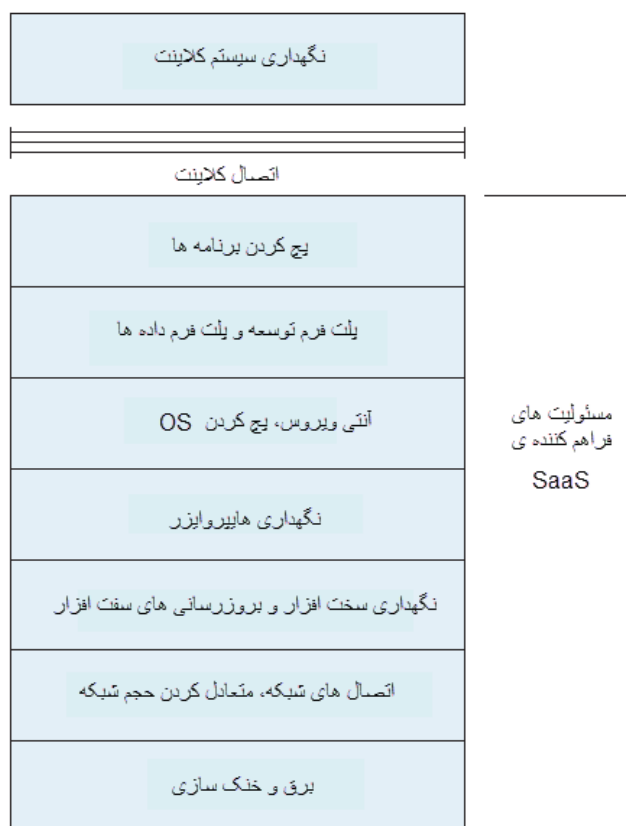 نگهداری سیستم کلاینت
اتصال کلاینت
پچ کردن برنامه ها
پلت فرم توسعه و پلت فرم داده ها
آنتی ویروس، پچ کردن OS
نگهداری هایپروایزر
نگهداری سخت افزار و بروزرسانی های سفت افزار
اتصال های شبکه، متعادل کردن حجم شبکه
برق و خنک سازی
مسئولیت های
فراهم کننده ی
SaaS